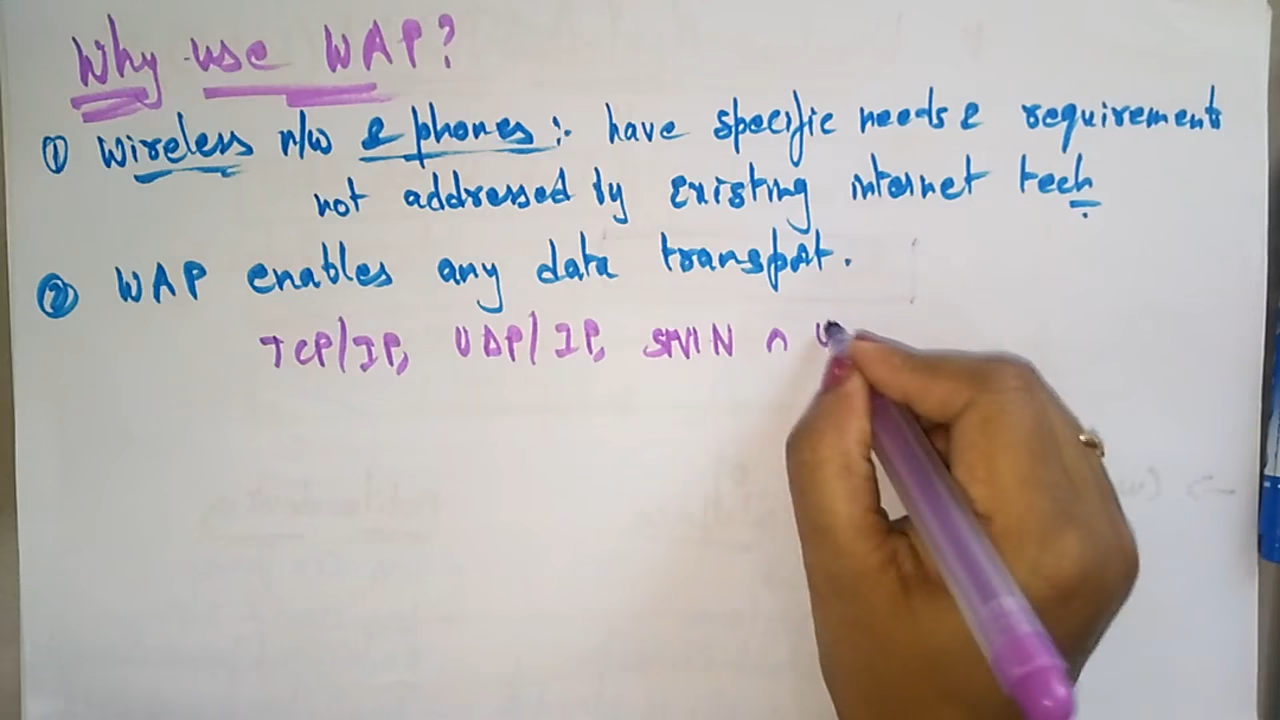 Why use WAP?
① Wireless n/w & phones :- have specific needs & requirements
not addressed by existing internet tech
② WAP enables any data transport.
TCP/IP, UDP/IP,